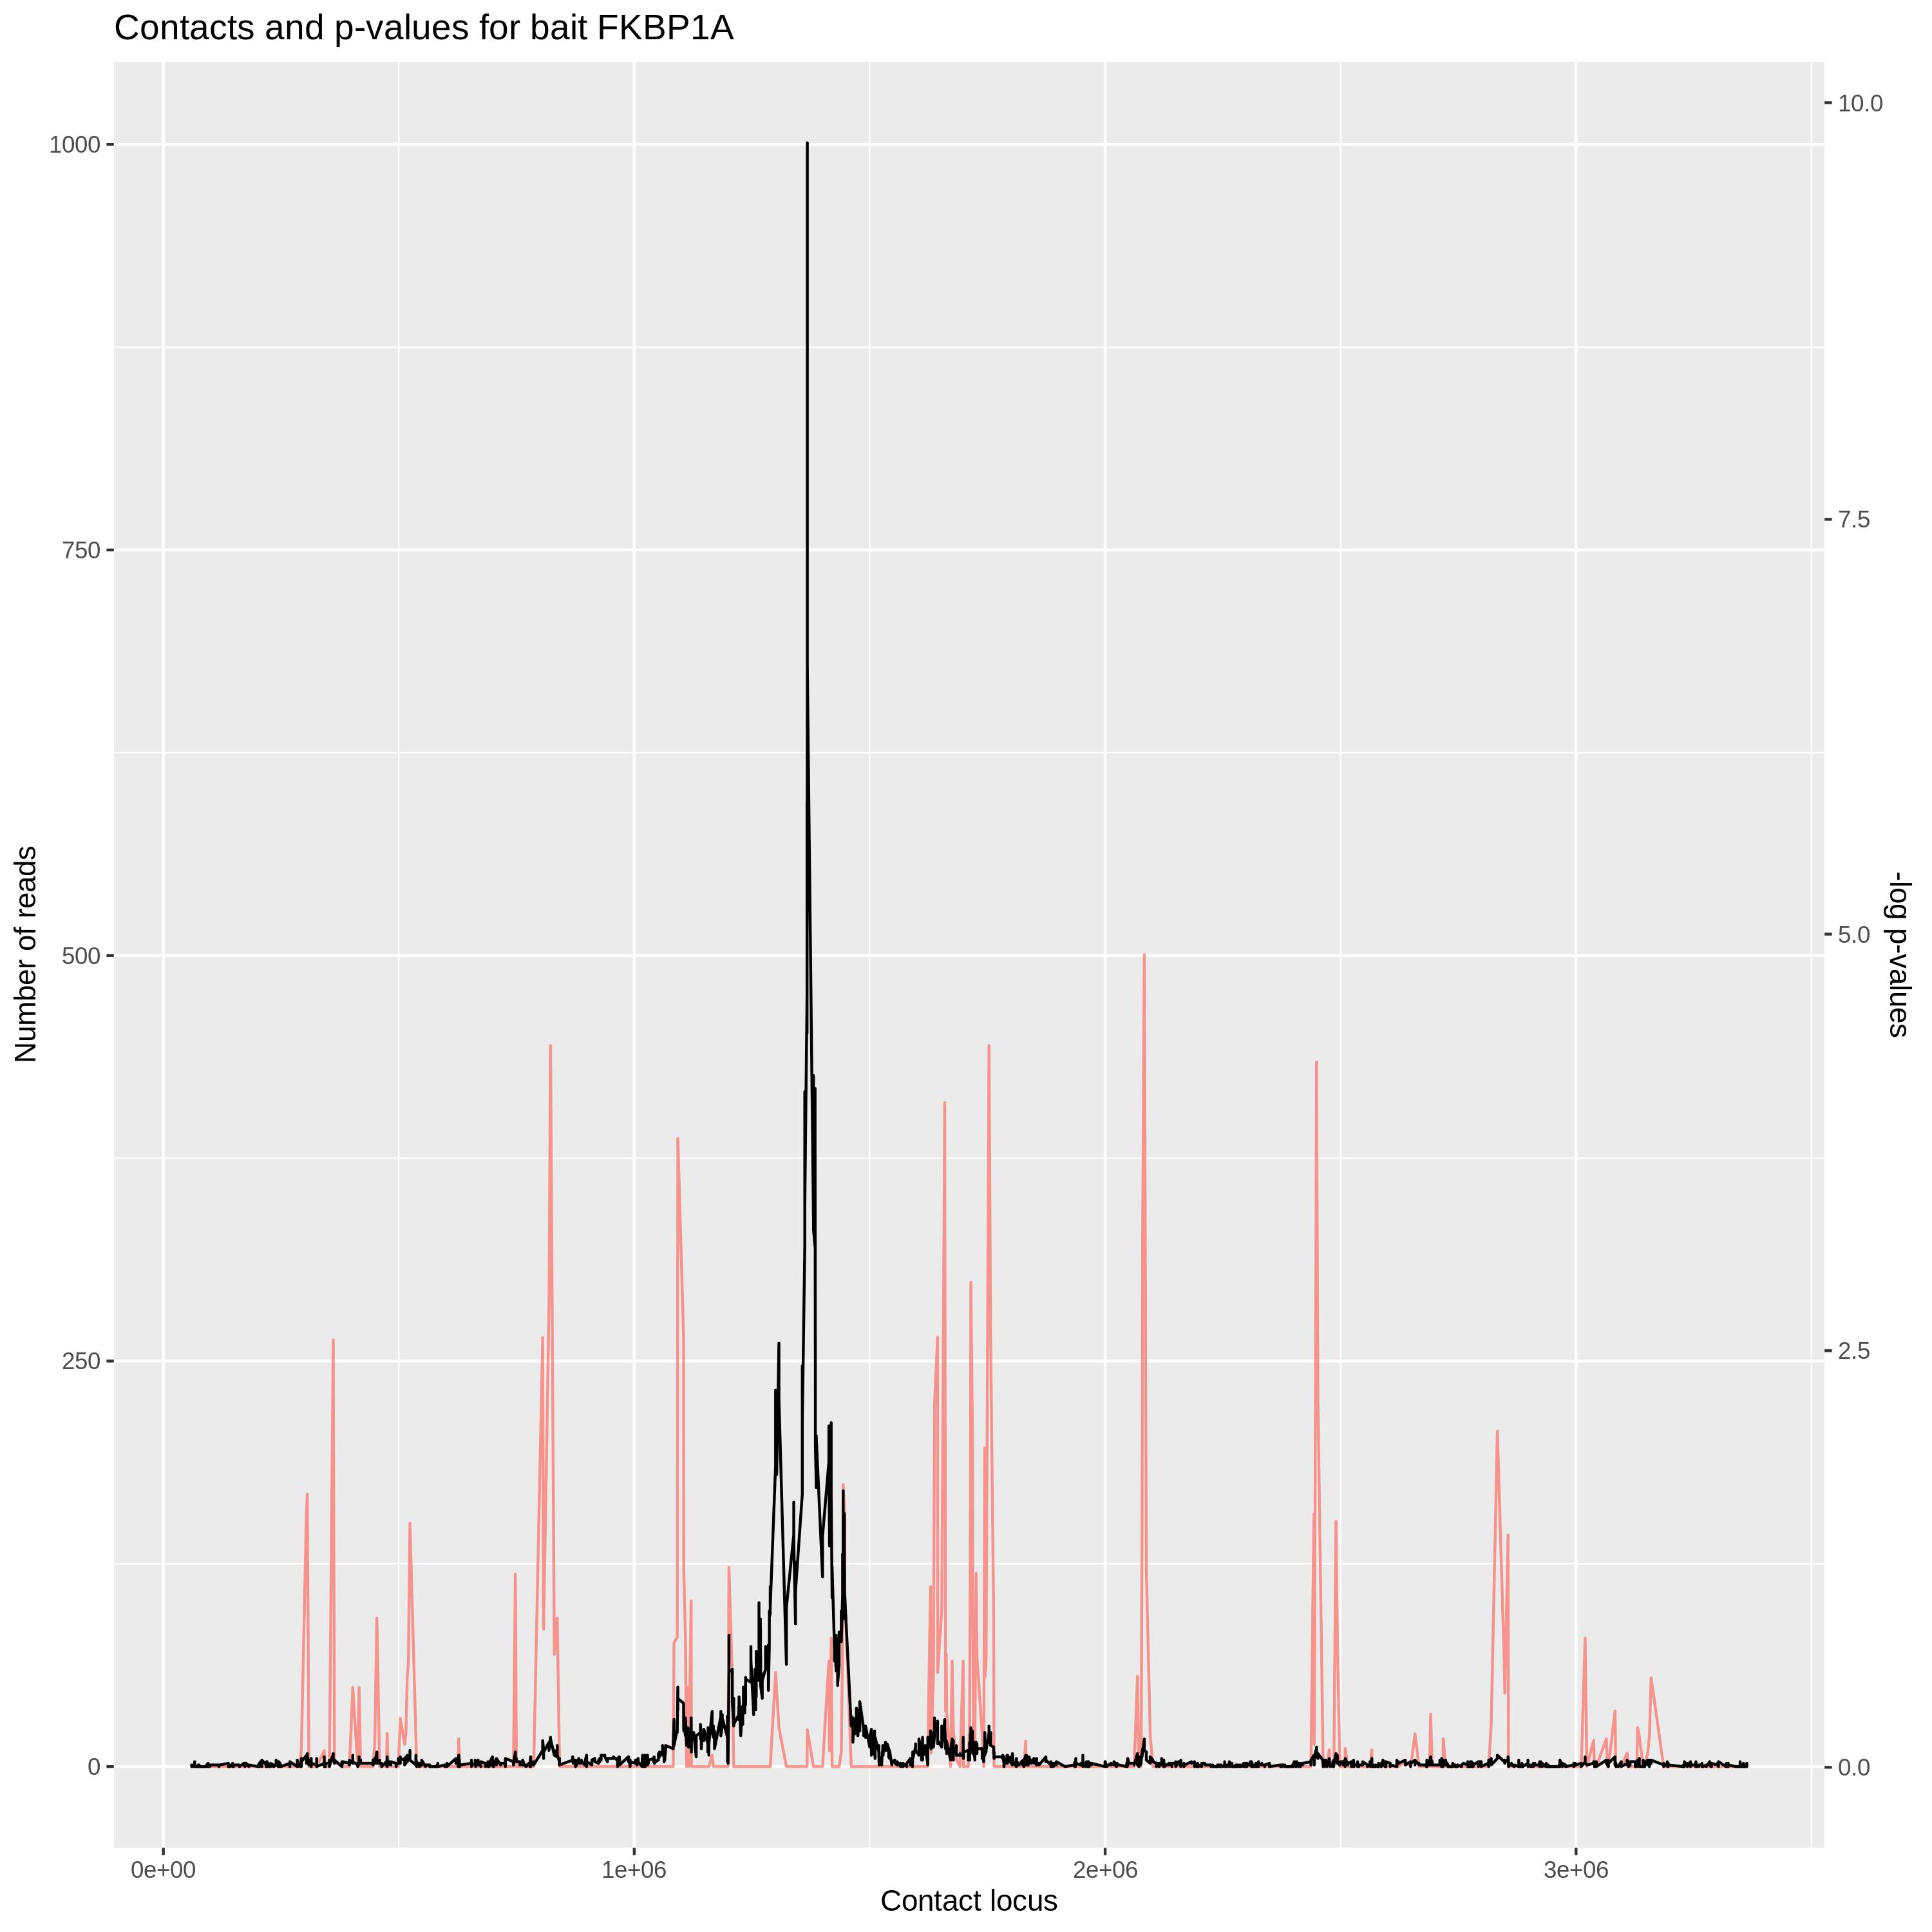 Contacts and p-values for bait FKBP1A
1000
750
500
250
0
Number of reads
10.0
7.5
5.0
2.5
0.0
-log p-values
0e+00
1e+06
2e+06
3e+06
Contact locus